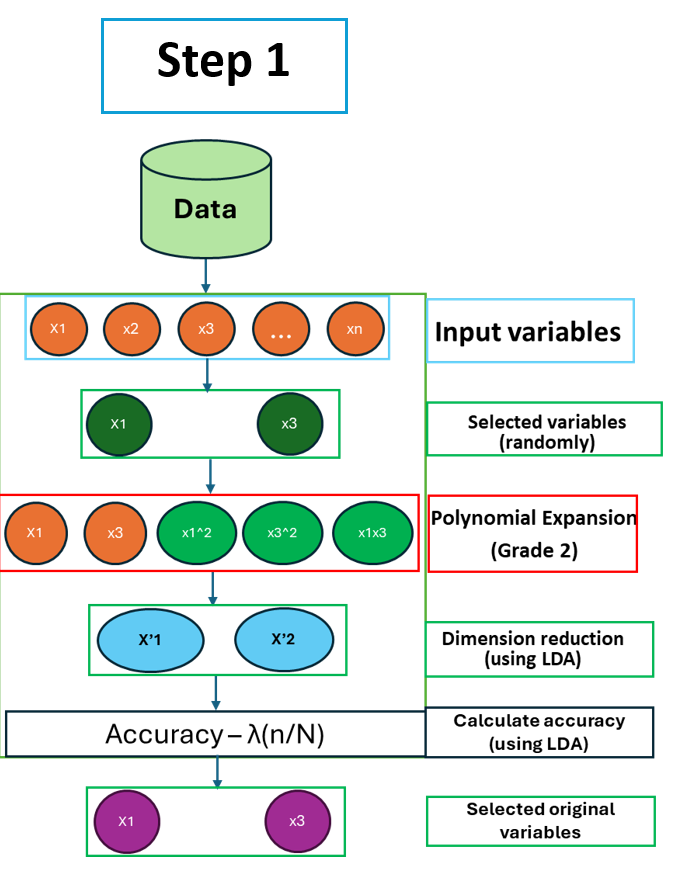 Step 1
Data
X1 x2 x3 ... xn
Input variables
X1 x3
Selected variables
(randomly)
X1 x3 x1^2 x3^2 x1x3
Polynomial Expansion
(Grade 2)
X’1 X’2
Dimension reduction
(using LDA)
Accuracy – λ(n/N)
Calculate accuracy
(using LDA)
X1 x3
Selected original
variables